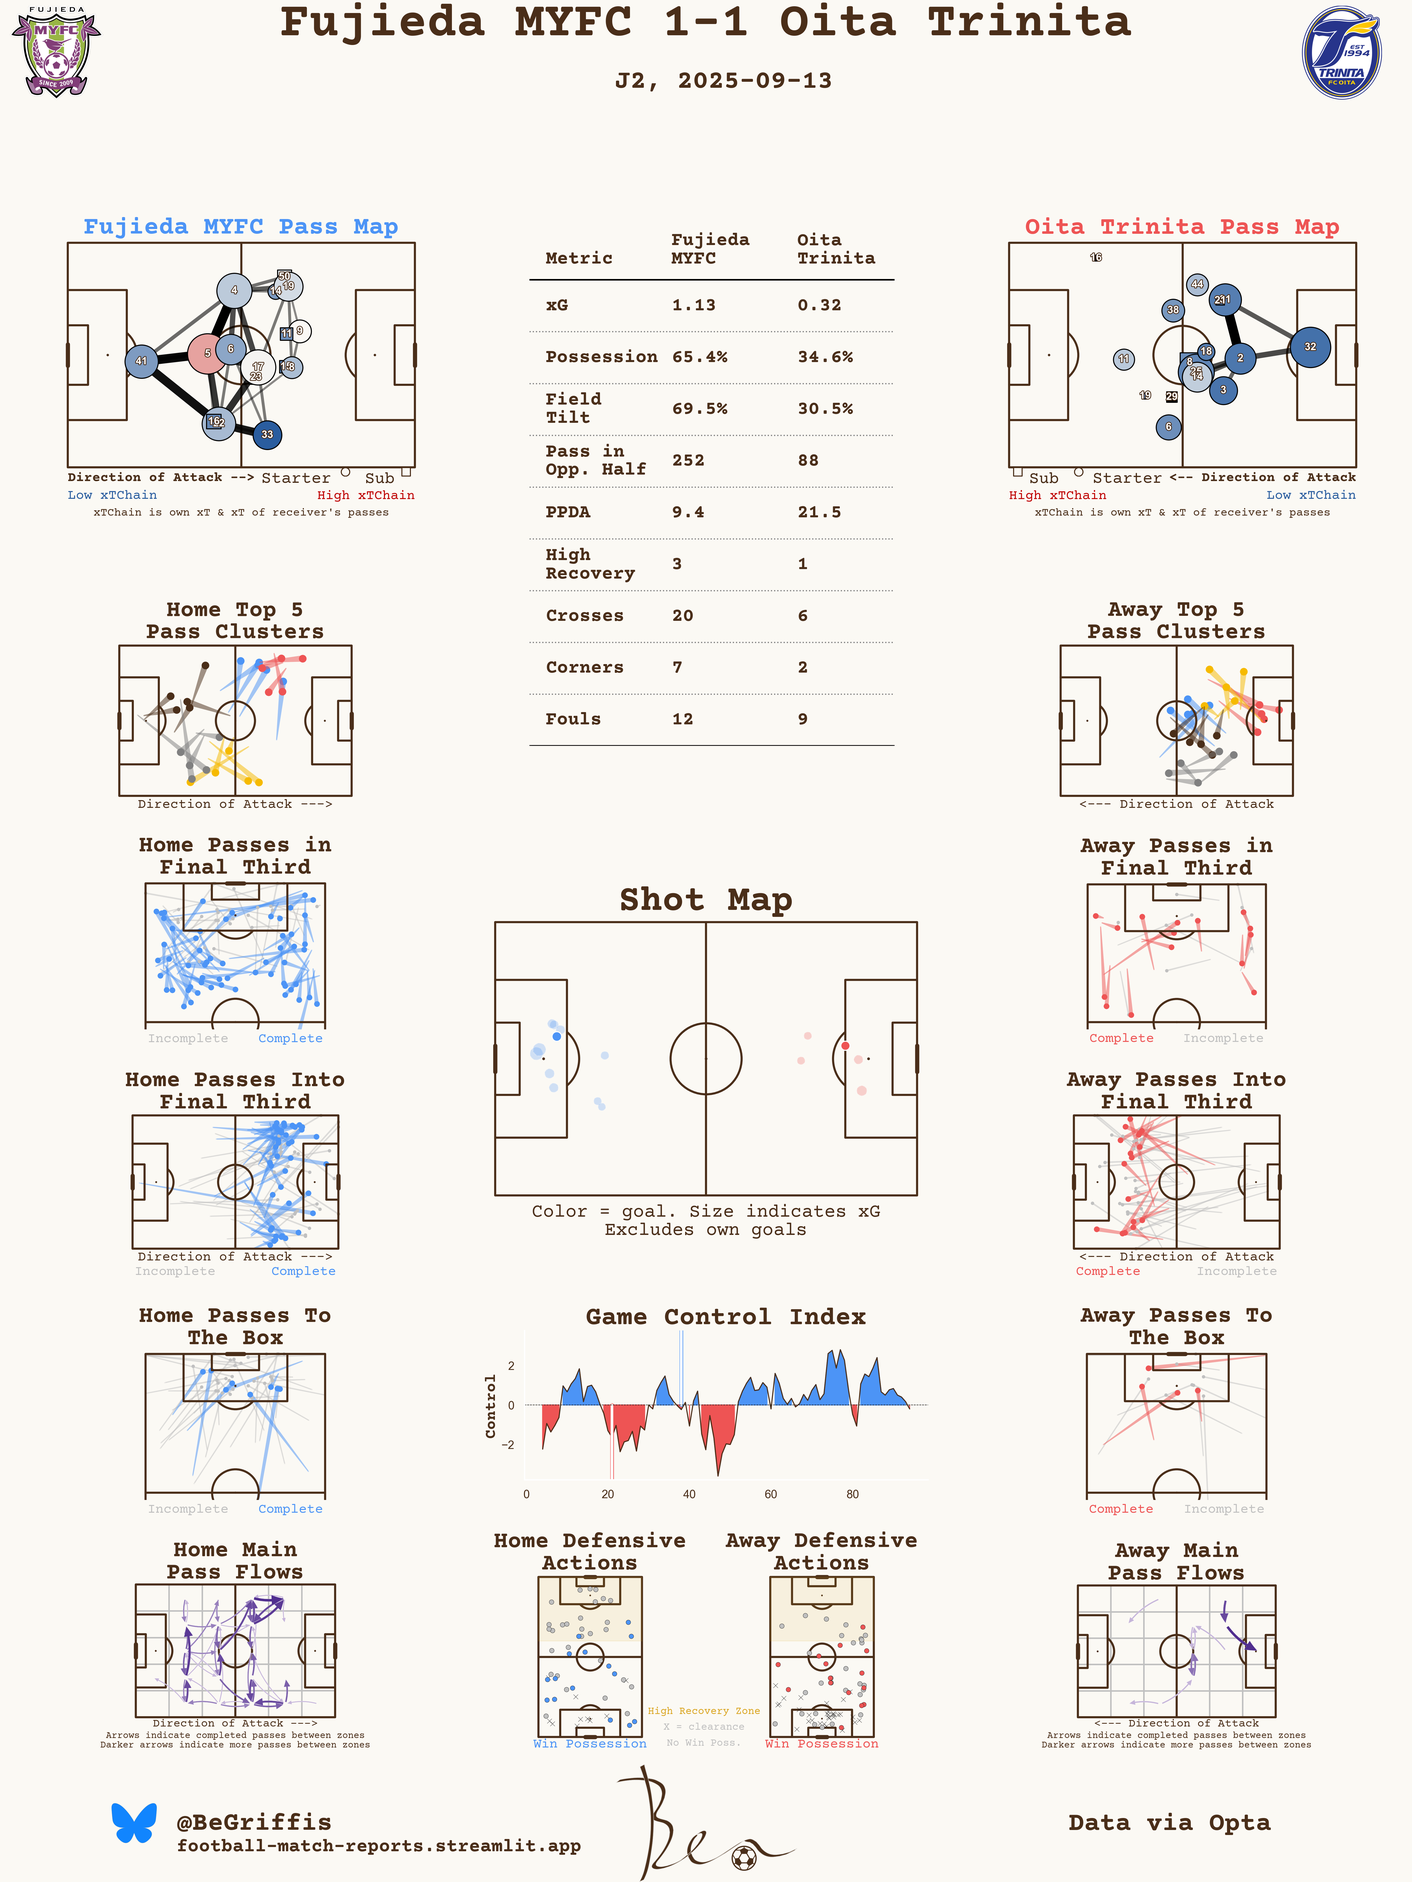 FUJIEDA
MYFC
SINCE 2009
Fujieda MYFC 1-1 Oita Trinita
J2, 2025-09-13
EST
1994
TRINITA
FC OITA
Fujieda MYFC Pass Map
41
4
5
6
50
14
19
11
9
17
23
8
16
33
Direction of Attack --> Starter Sub
Low xTChain High xTChain
xTChain is own xT & xT of receiver's passes
Metric Fujieda MYFC Oita Trinita
xG 1.13 0.32
Possession 65.4% 34.6%
Field Tilt 69.5% 30.5%
Pass in Opp. Half 252 88
PPDA 9.4 21.5
High Recovery 3 1
Crosses 20 6
Corners 7 2
Fouls 12 9
Oita Trinita Pass Map
16
44
38
31
18
11
8
2
32
25
14
3
19
29
6
Sub Starter <-- Direction of Attack
High xTChain Low xTChain
xTChain is own xT & xT of receiver's passes
Home Top 5
Pass Clusters
Direction of Attack --->
Away Top 5
Pass Clusters
<--- Direction of Attack
Home Passes in
Final Third
Incomplete Complete
Away Passes in
Final Third
Complete Incomplete
Shot Map
Color = goal. Size indicates xG
Excludes own goals
Home Passes Into
Final Third
Direction of Attack --->
Incomplete Complete
Away Passes Into
Final Third
<--- Direction of Attack
Complete Incomplete
Game Control Index
Control
2
0
−2
0 20 40 60 80
Home Passes To
The Box
Incomplete Complete
Away Passes To
The Box
Complete Incomplete
Home Main
Pass Flows
Direction of Attack --->
Arrows indicate completed passes between zones
Darker arrows indicate more passes between zones
Home Defensive
Actions
Win Possession
High Recovery Zone
X = clearance
No Win Poss.
Away Defensive
Actions
Win Possession
Away Main
Pass Flows
<--- Direction of Attack
Arrows indicate completed passes between zones
Darker arrows indicate more passes between zones
@BeGriffis
football-match-reports.streamlit.app
Ben
Data via Opta